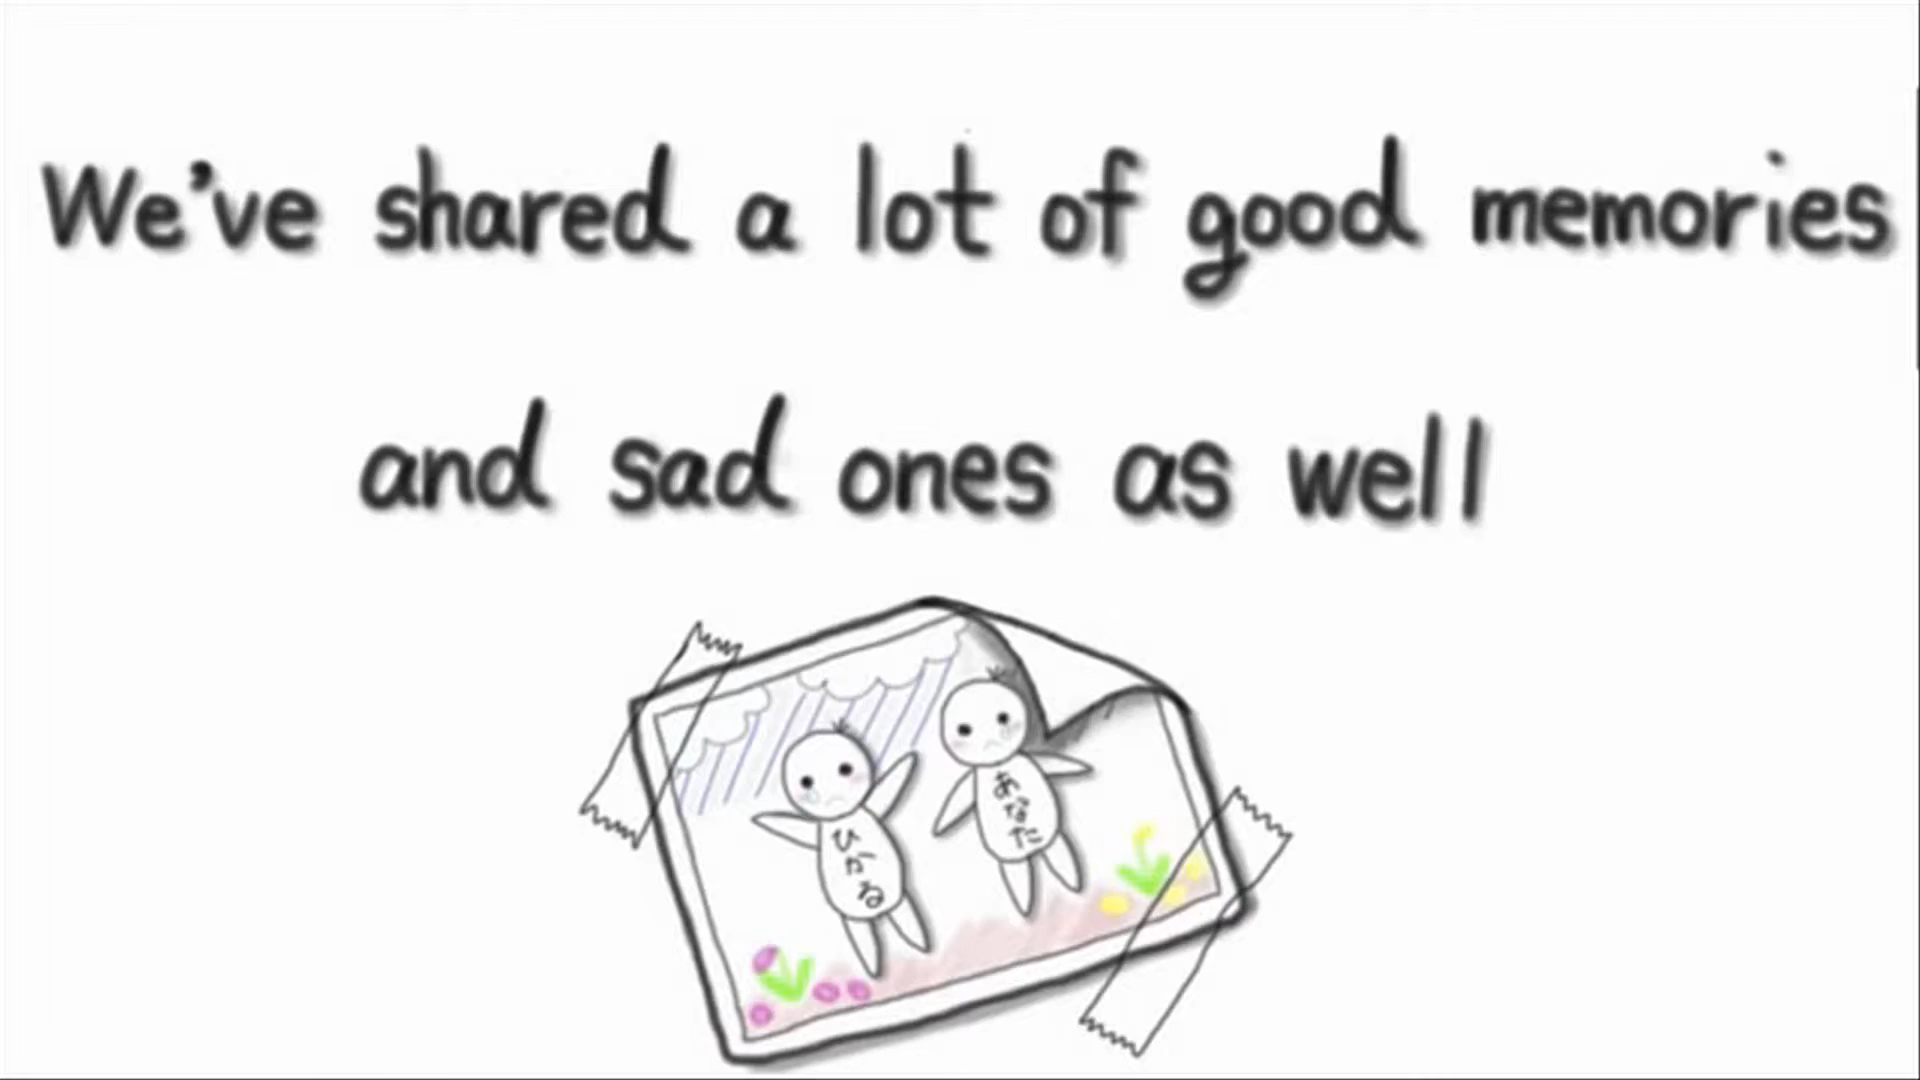 We've shared a lot of good memories
and sad ones as well
ひかる
あなた